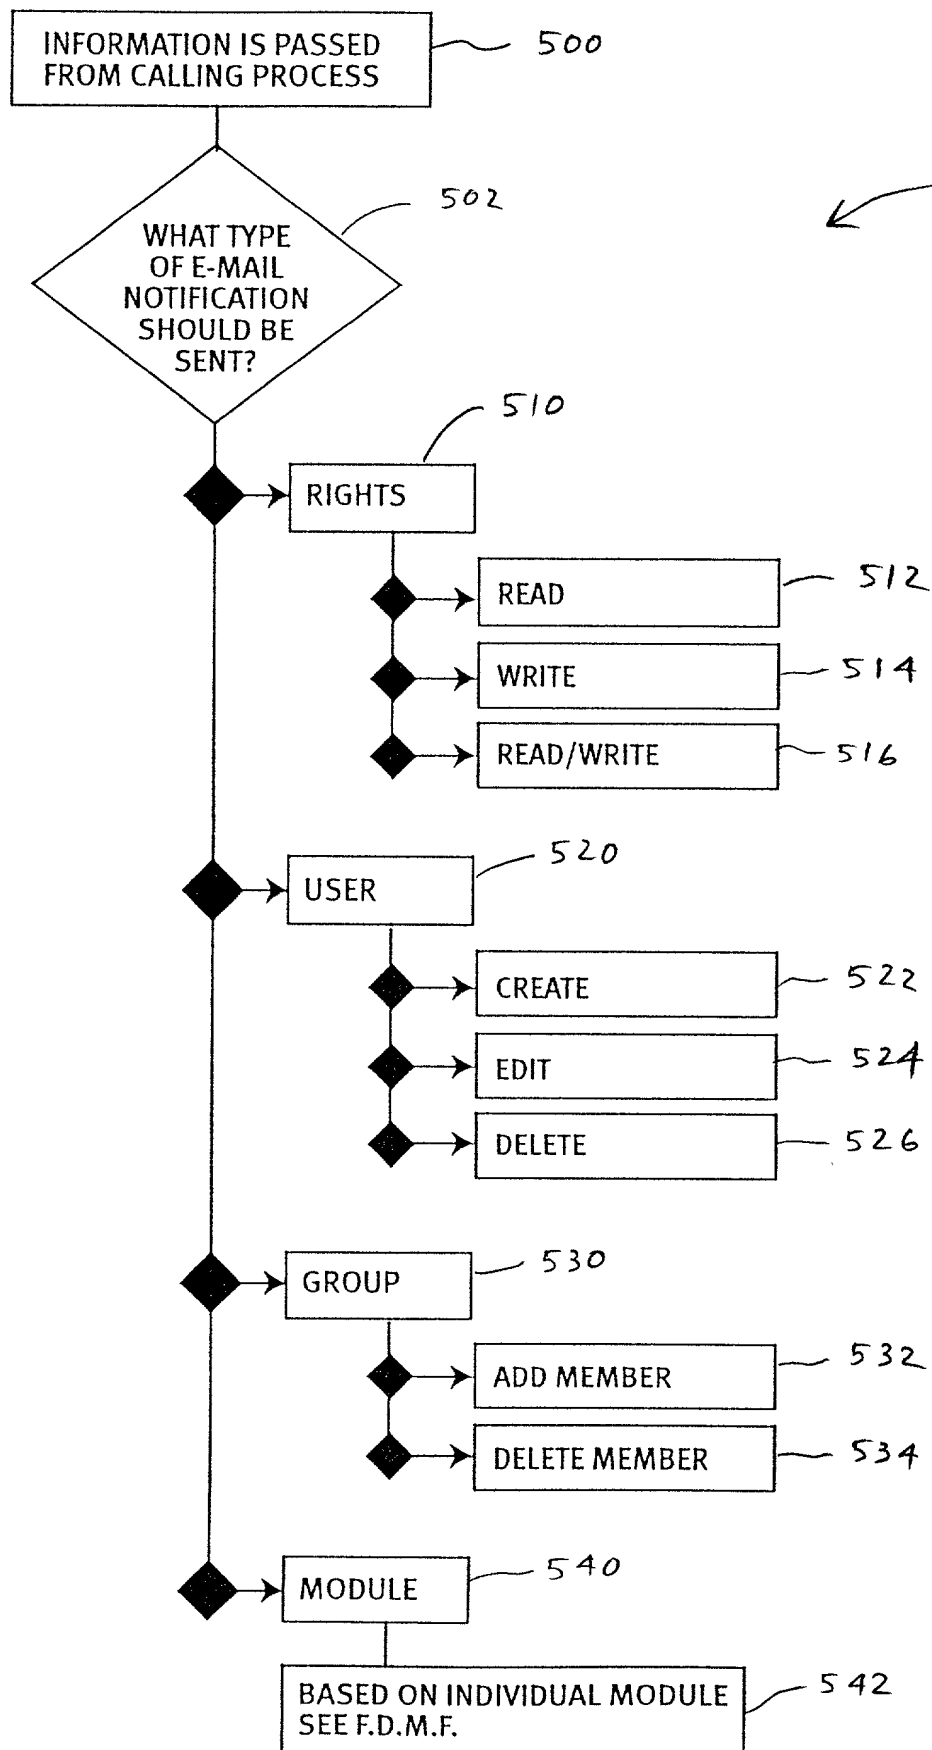 INFORMATION IS PASSED
FROM CALLING PROCESS
500
502
WHAT TYPE
OF E-MAIL
NOTIFICATION
SHOULD BE
SENT?
510
RIGHTS
READ
512
WRITE
514
READ/WRITE
516
520
USER
CREATE
522
EDIT
524
DELETE
526
GROUP
530
ADD MEMBER
532
DELETE MEMBER
534
MODULE
540
BASED ON INDIVIDUAL MODULE
SEE F.D.M.F.
542